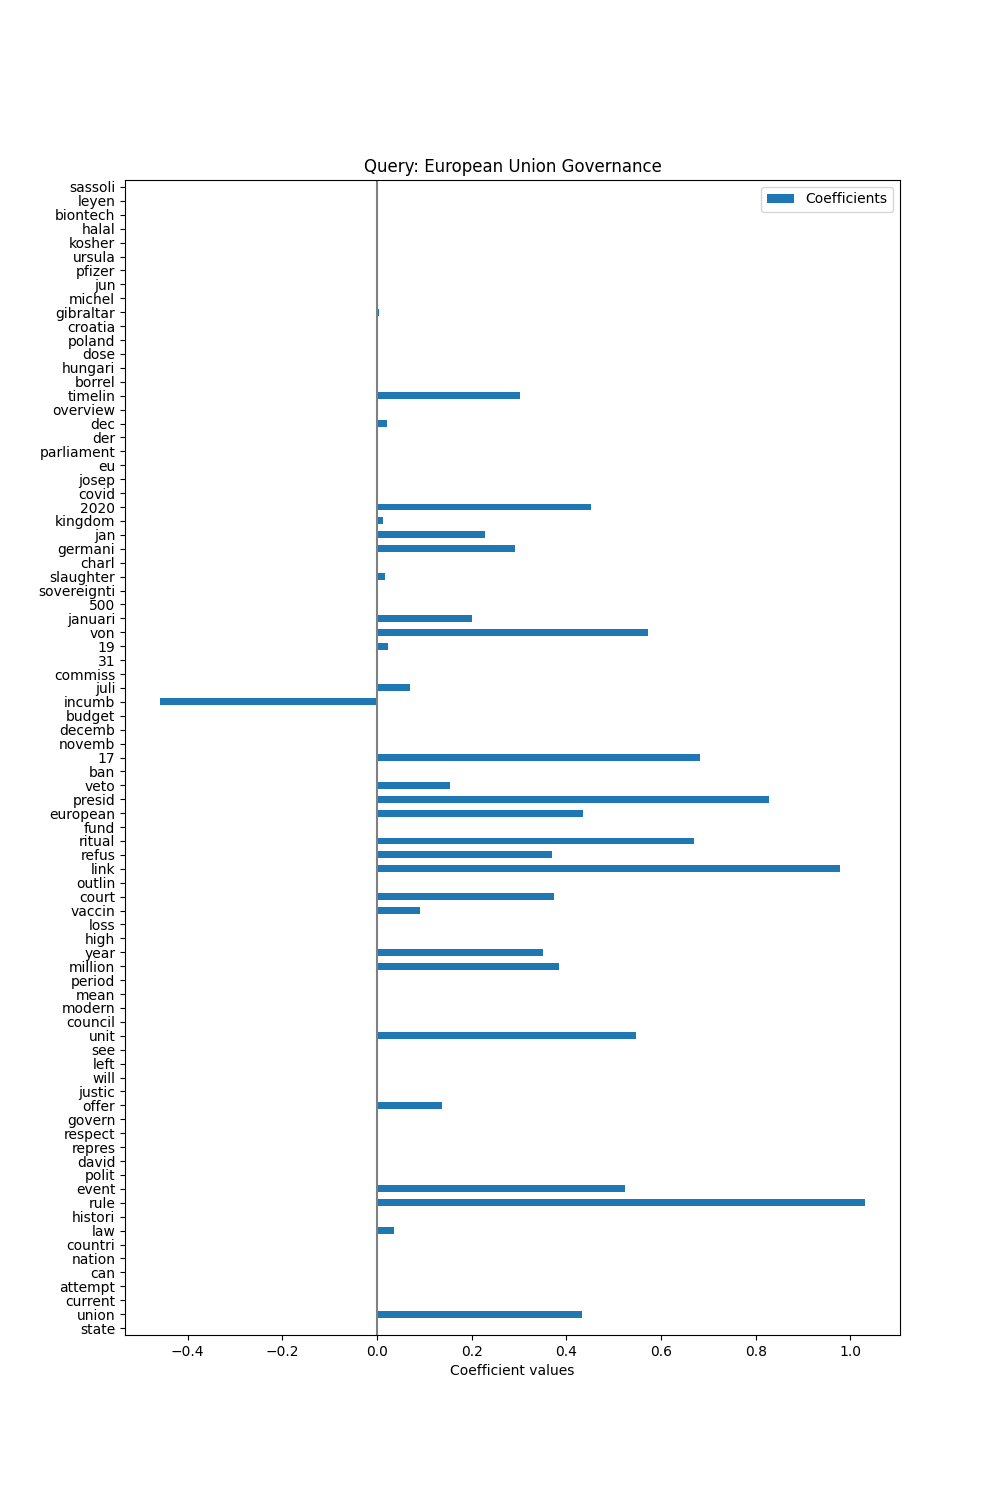 Query: European Union Governance
Coefficients
sassoli
leyen
biontech
halal
kosher
ursula
pfizer
jun
michel
gibraltar
croatia
poland
dose
hungari
borrel
timelin
overview
dec
der
parliament
eu
josep
covid
2020
kingdom
jan
germani
charl
slaughter
sovereignti
500
januari
von
19
31
commiss
juli
incumb
budget
decemb
novemb
17
ban
veto
presid
european
fund
ritual
refus
link
outlin
court
vaccin
loss
high
year
million
period
mean
modern
council
unit
see
left
will
justic
offer
govern
respect
repres
david
polit
event
rule
histori
law
countri
nation
can
attempt
current
union
state
−0.4 −0.2 0.0 0.2 0.4 0.6 0.8 1.0
Coefficient values